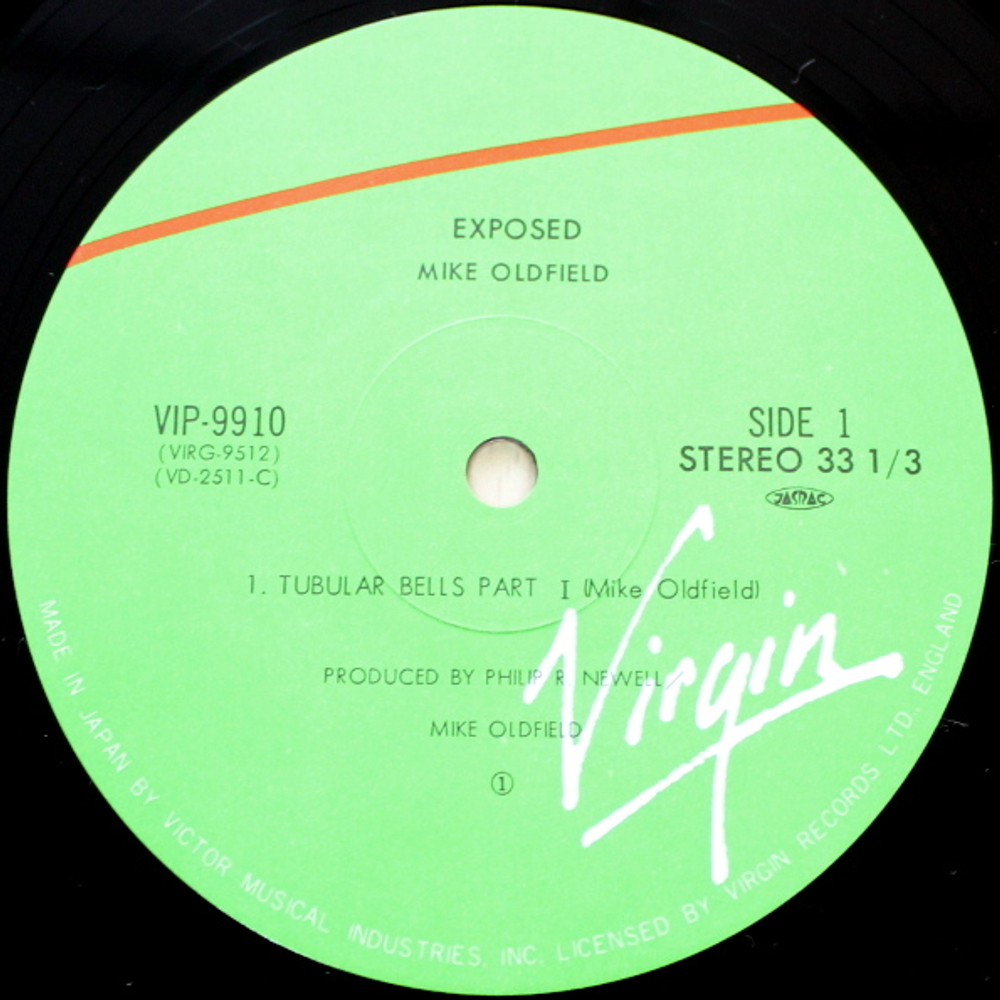 EXPOSED
MIKE OLDFIELD
VIP-9910
(VIRG-9512)
(VD-2511-C)
SIDE 1
STEREO 33 1/3
JASRAC
1. TUBULAR BELLS PART I (Mike Oldfield)
Virgin
PRODUCED BY PHILIP R. NEWELL
MIKE OLDFIELD
①
MADE IN JAPAN BY VICTOR MUSICAL INDUSTRIES, INC. LICENSED BY VIRGIN RECORDS LTD. ENGLAND